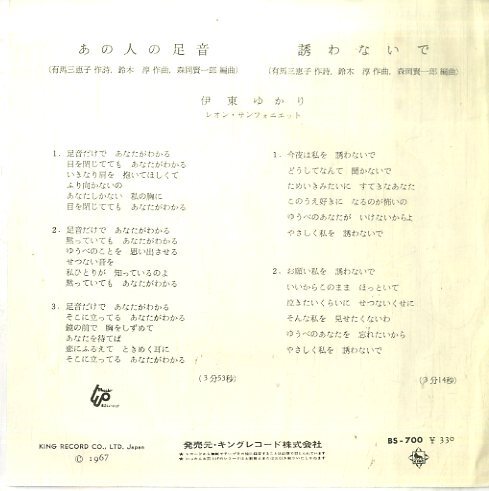 あの人の足音
(有馬三恵子 作詩、鈴木 淳 作曲、森岡賢一郎 編曲)
誘わないで
(有馬三恵子 作詩、鈴木 淳 作曲、森岡賢一郎 編曲)
伊東ゆかり
レオン・サンフォニエット
1. 足音だけで あなたがわかる
目を閉じてても あなたがわかる
いきなり肩を 抱いてほしくて
ふり向かないの
あなたしかない 私の胸に
目を閉じてても あなたがわかる
2. 足音だけで あなたがわかる
黙っていても あなたがわかる
ゆうべのことを 思い出させる
せつない音を
私ひとりが 知っているのよ
黙っていても あなたがわかる
3. 足音だけで あなたがわかる
そこに立ってる あなたがわかる
鏡の前で 胸をしずめて
あなたを待てば
恋にふるえて ときめく耳に
そこに立ってる あなたがわかる
(3分53秒)
1. 今夜は私を 誘わないで
どうしてなんて 聞かないで
ためいきみたいに すてきなあなた
このうえ好きに なるのが怖いの
ゆうべのあなたが いけないからよ
やさしく私を 誘わないで
2. お願い私を 誘わないで
いいからこのまま ほっといて
泣きたいくらいに せつないくせに
そんな私を 見せたくないわ
ゆうべのあなたを 忘れたいから
やさしく私を 誘わないで
(3分14秒)
KING RECORD CO., LTD. Japan
© 1967
発売元・キングレコード株式会社
BS-700 ¥330